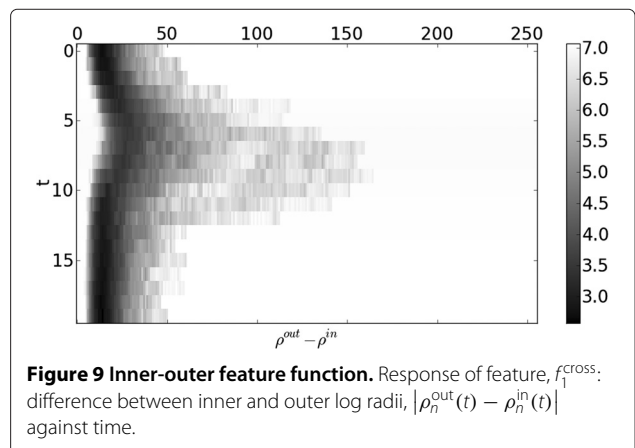 0 50 100 150 200 250
0
5
10
15
t
ρ^out − ρ^in
7.0
6.5
6.0
5.5
5.0
4.5
4.0
3.5
3.0
Figure 9 Inner-outer feature function. Response of feature, f_1^cross:
difference between inner and outer log radii, |ρ_n^out(t) − ρ_n^in(t)|
against time.